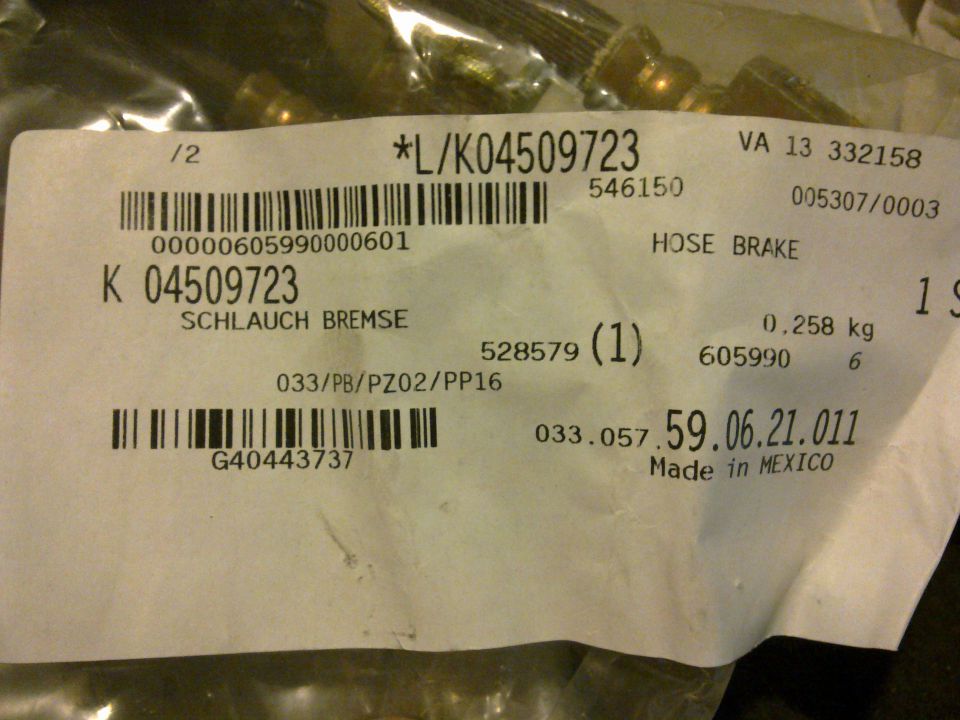 /2 *L/K04509723 VA 13 332158
546150 005307/0003
00000605990000601 HOSE BRAKE
K 04509723 1
SCHLAUCH BREMSE 0,258 kg
528579 (1) 605990 6
033/PB/PZ02/PP16
033.057.59.06.21.011
G40443737 Made in MEXICO